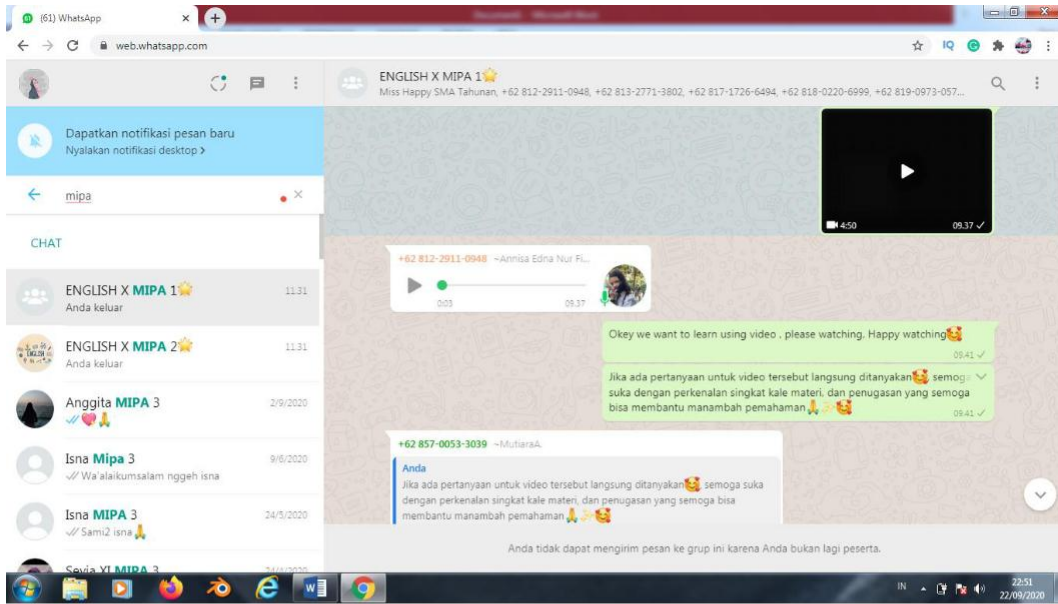 (61) WhatsApp
web.whatsapp.com
IQ
Dapatkan notifikasi pesan baru
Nyalakan notifikasi desktop >
mipa
CHAT
ENGLISH X MIPA 1🌟 11.31
Anda keluar
ENGLISH X MIPA 2🌟 11.31
Anda keluar
Anggita MIPA 3 2/9/2020
Isna Mipa 3 9/6/2020
Wa'alaikumsalam nggeh isna
Isna MIPA 3 24/5/2020
Sami2 isna🙏
Sevia XI MIPA 3 24/4/2020
ENGLISH X MIPA 1🌟
Miss Happy SMA Tahunan, +62 812-2911-0948, +62 813-2771-3802, +62 817-1726-6494, +62 818-0220-6999, +62 819-0973-057...
4:50 09.37
+62 812-2911-0948 ~Annisa Edna Nur Fi...
0:03 09.37
Okey we want to learn using video , please watching. Happy watching🥰
09.41
Jika ada pertanyaan untuk video tersebut langsung ditanyakan🥰 semoga
suka dengan perkenalan singkat kale materi, dan penugasan yang semoga
bisa membantu manambah pemahaman🙏✨🥰
09.41
+62 857-0053-3039 ~MutiaraA.
Anda
Jika ada pertanyaan untuk video tersebut langsung ditanyakan🥰 semoga suka
dengan perkenalan singkat kale materi, dan penugasan yang semoga bisa
membantu manambah pemahaman🙏✨🥰
Anda tidak dapat mengirim pesan ke grup ini karena Anda bukan lagi peserta.
IN
22:51
22/09/2020